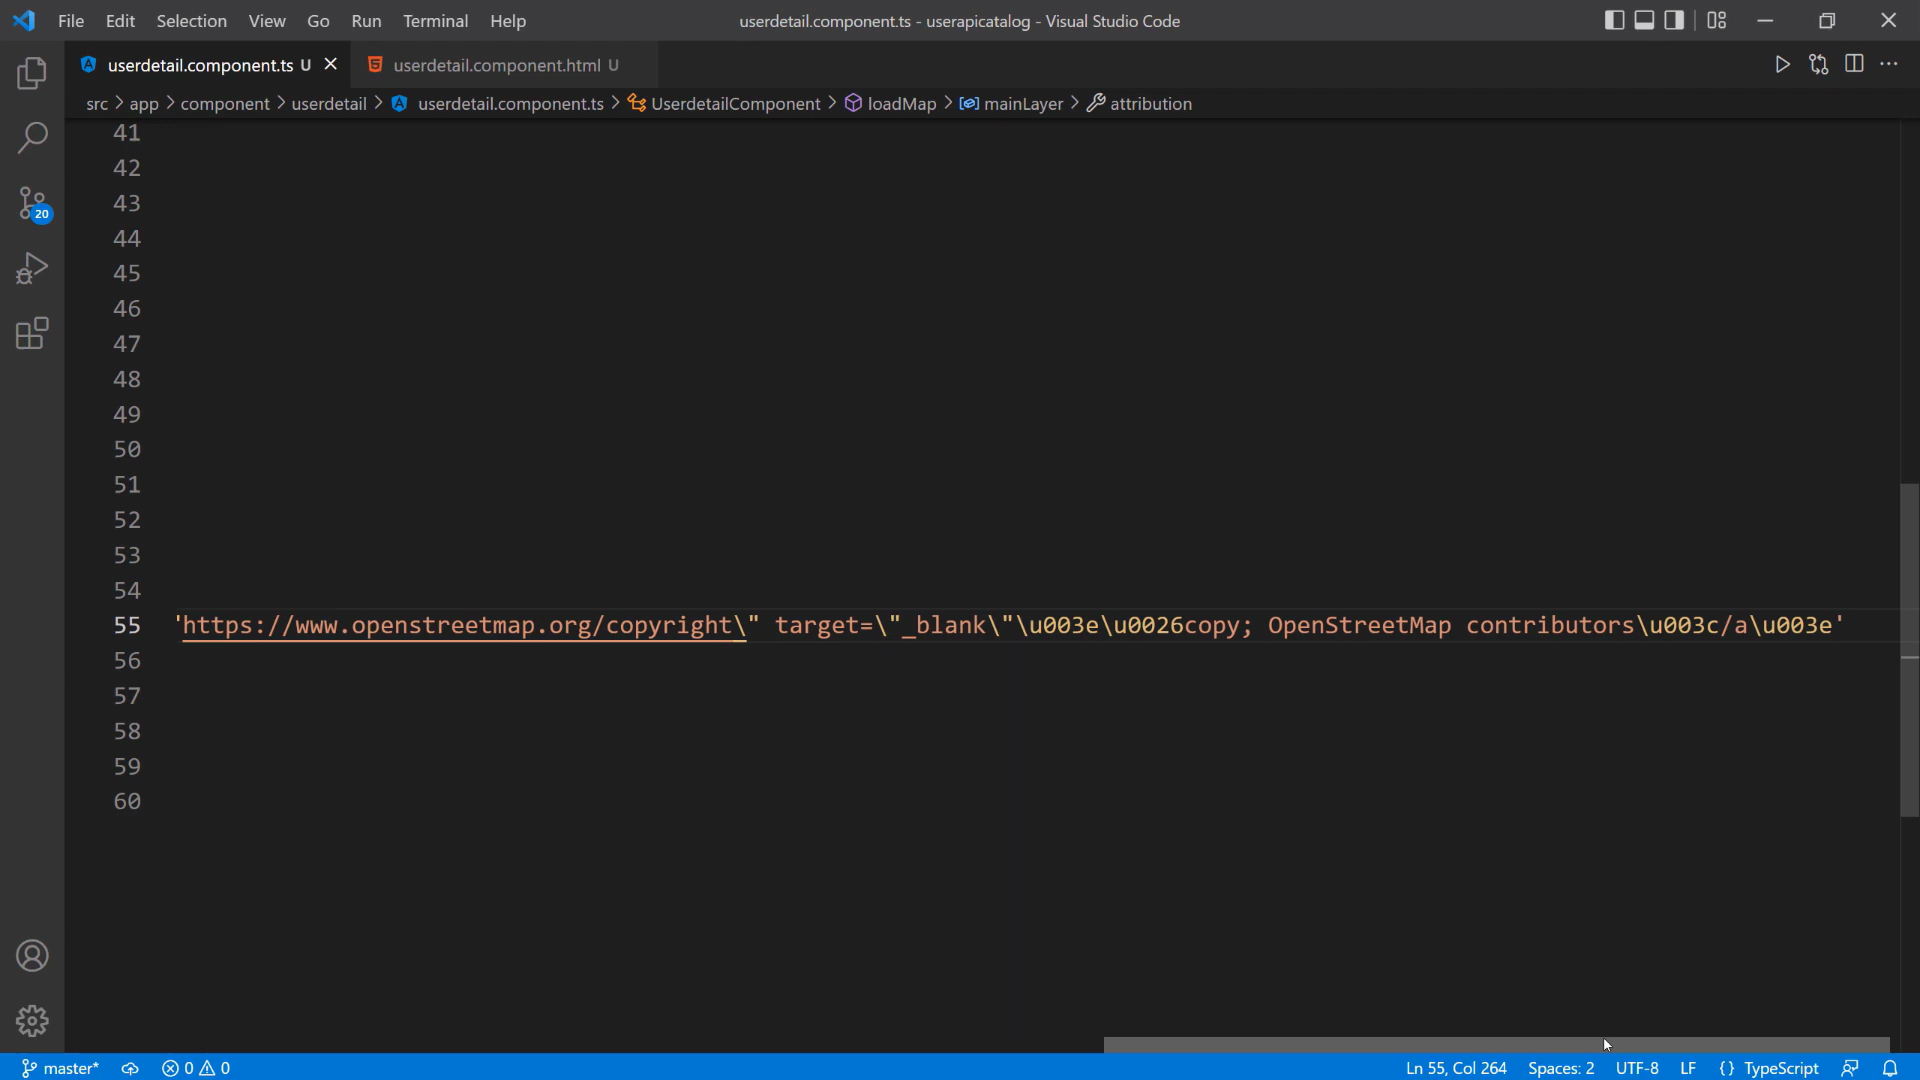 File Edit Selection View Go Run Terminal Help
userdetail.component.ts - userapicatalog - Visual Studio Code
userdetail.component.ts U
userdetail.component.html U
src > app > component > userdetail > userdetail.component.ts > UserdetailComponent > loadMap > mainLayer > attribution
20
41
42
43
44
45
46
47
48
49
50
51
52
53
54
55 'https://www.openstreetmap.org/copyright\" target=\"_blank\"\u003e\u0026copy; OpenStreetMap contributors\u003c/a\u003e'
56
57
58
59
60
master* 0 0 Ln 55, Col 264 Spaces: 2 UTF-8 LF {} TypeScript